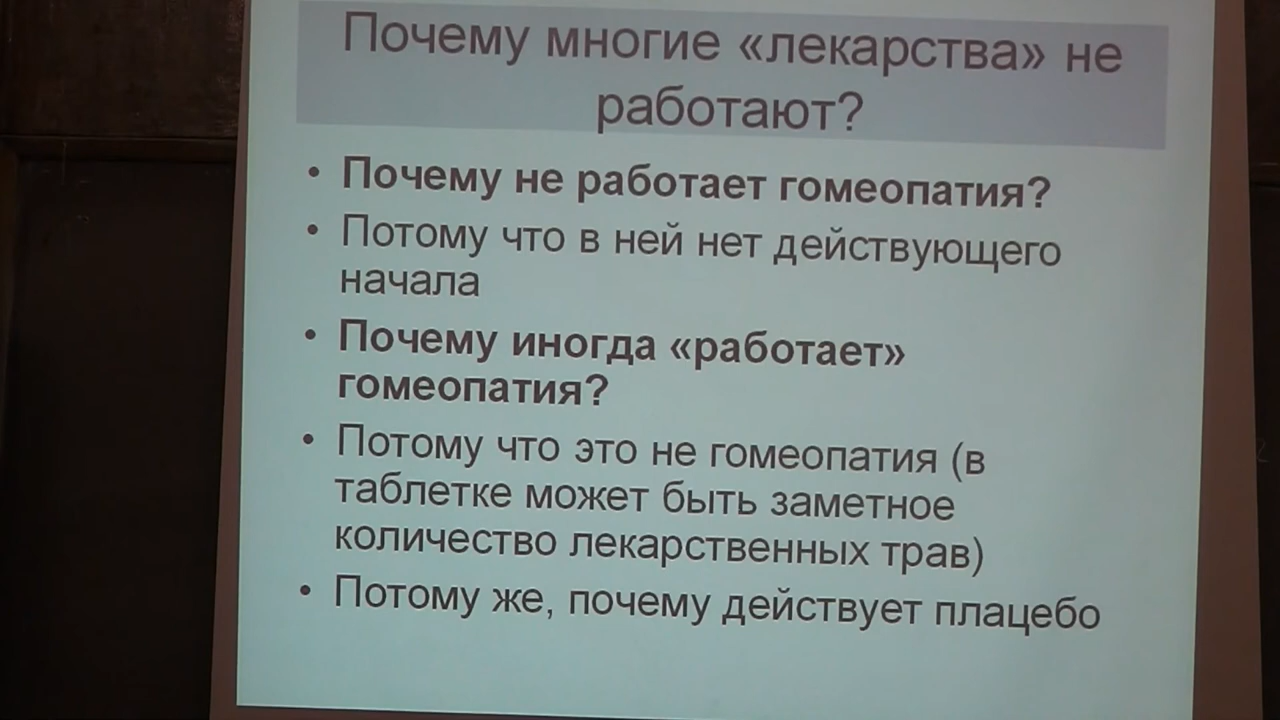 Почему многие «лекарства» не
работают?
• Почему не работает гомеопатия?
• Потому что в ней нет действующего
начала
• Почему иногда «работает»
гомеопатия?
• Потому что это не гомеопатия (в
таблетке может быть заметное
количество лекарственных трав)
• Потому же, почему действует плацебо